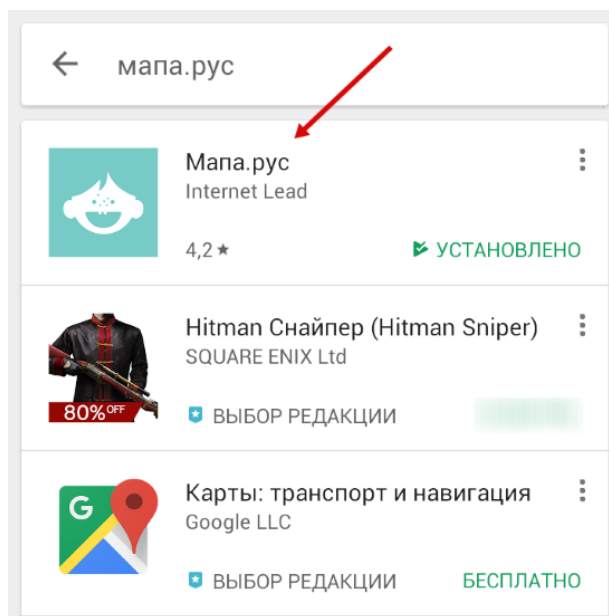 мапа.рус
Мапа.рус
Internet Lead
4,2★
УСТАНОВЛЕНО
Hitman Снайпер (Hitman Sniper)
SQUARE ENIX Ltd
80% OFF
ВЫБОР РЕДАКЦИИ
Карты: транспорт и навигация
Google LLC
G
ВЫБОР РЕДАКЦИИ
БЕСПЛАТНО